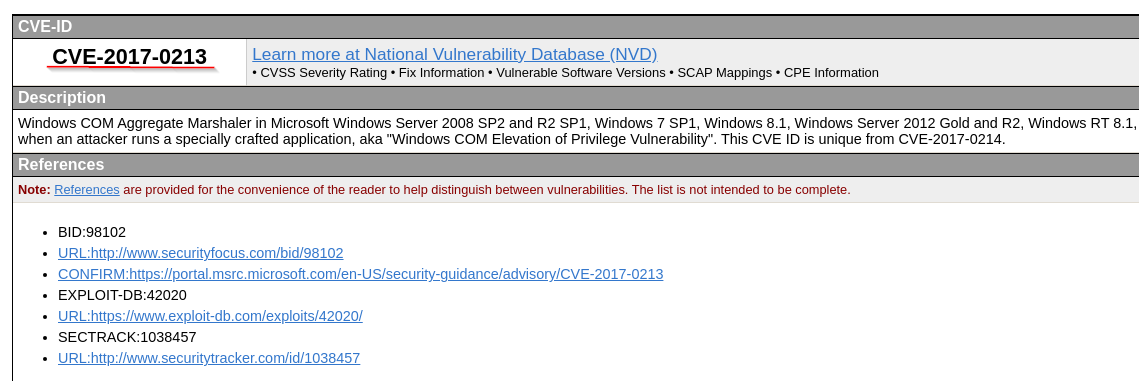 CVE-ID
CVE-2017-0213
Learn more at National Vulnerability Database (NVD)
• CVSS Severity Rating • Fix Information • Vulnerable Software Versions • SCAP Mappings • CPE Information
Description
Windows COM Aggregate Marshaler in Microsoft Windows Server 2008 SP2 and R2 SP1, Windows 7 SP1, Windows 8.1, Windows Server 2012 Gold and R2, Windows RT 8.1,
when an attacker runs a specially crafted application, aka "Windows COM Elevation of Privilege Vulnerability". This CVE ID is unique from CVE-2017-0214.
References
Note: References are provided for the convenience of the reader to help distinguish between vulnerabilities. The list is not intended to be complete.
• BID:98102
• URL:http://www.securityfocus.com/bid/98102
• CONFIRM:https://portal.msrc.microsoft.com/en-US/security-guidance/advisory/CVE-2017-0213
• EXPLOIT-DB:42020
• URL:https://www.exploit-db.com/exploits/42020/
• SECTRACK:1038457
• URL:http://www.securitytracker.com/id/1038457